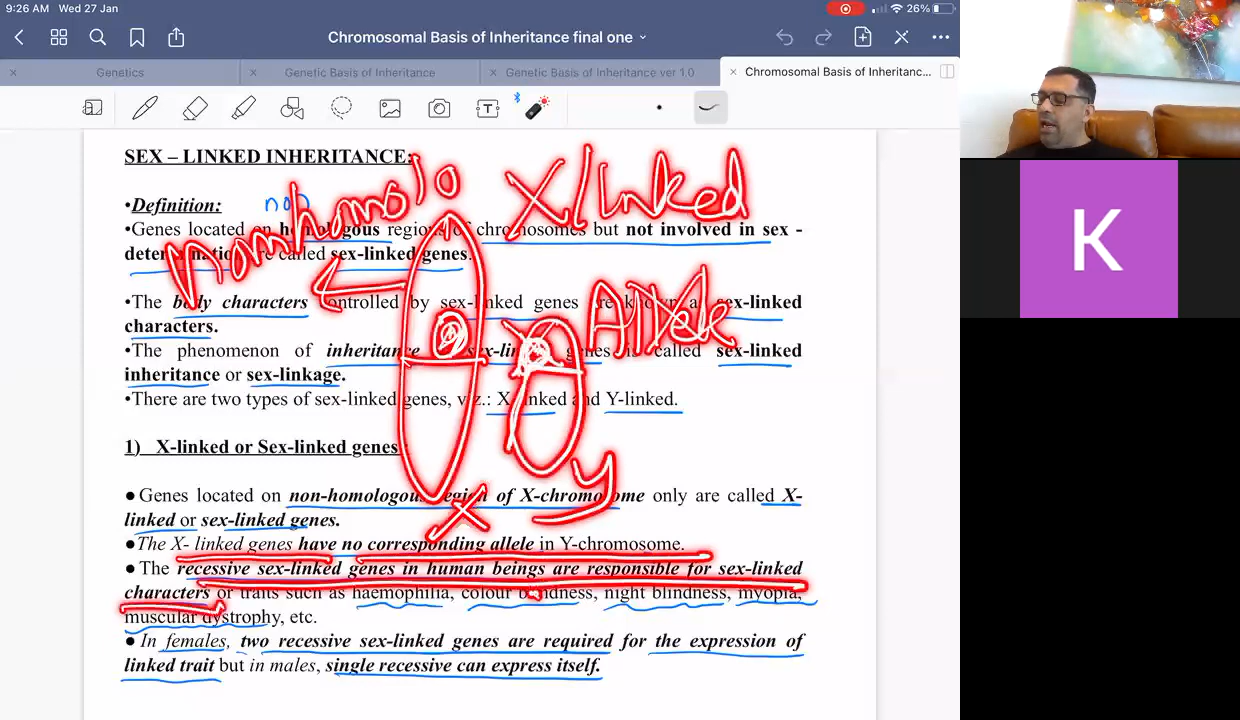 9:26 AM Wed 27 Jan
26%
Chromosomal Basis of Inheritance final one
Genetics
Genetic Basis of Inheritance
Genetic Basis of Inheritance ver 1.0
Chromosomal Basis of Inheritanc...
SEX – LINKED INHERITANCE:
X/linked
nomhomolo
•Definition:
non
•Genes located on homologous regions of chromosomes but not involved in sex -
determination are called sex-linked genes.
•The body characters controlled by sex-linked genes are known as sex-linked
characters.
Allele
•The phenomenon of inheritance of sex-linked genes is called sex-linked
inheritance or sex-linkage.
•There are two types of sex-linked genes, viz.: X-linked and Y-linked.
1) X-linked or Sex-linked genes
●Genes located on non-homologous region of X-chromosome only are called X-
linked or sex-linked genes.
X
y
●The X- linked genes have no corresponding allele in Y-chromosome.
●The recessive sex-linked genes in human beings are responsible for sex-linked
characters or traits such as haemophilia, colour blindness, night blindness, myopia,
muscular dystrophy, etc.
●In females, two recessive sex-linked genes are required for the expression of
linked trait but in males, single recessive can express itself.
K